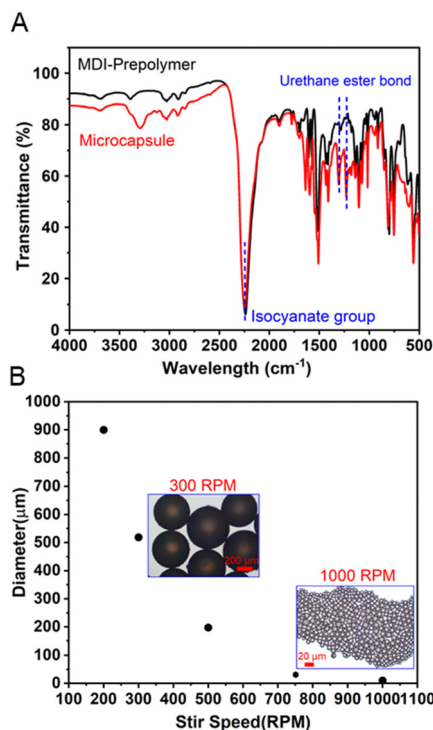 A
MDI-Prepolymer
Urethane ester bond
Microcapsule
Isocyanate group
Transmittance (%)
100
80
60
40
20
0
4000 3500 3000 2500 2000 1500 1000 500
Wavelength (cm-1)
B
1000
900
800
700
600
500
400
300
200
100
0
Diameter(μm)
300 RPM
200 μm
1000 RPM
20 μm
100 200 300 400 500 600 700 800 900 1000 1100
Stir Speed(RPM)